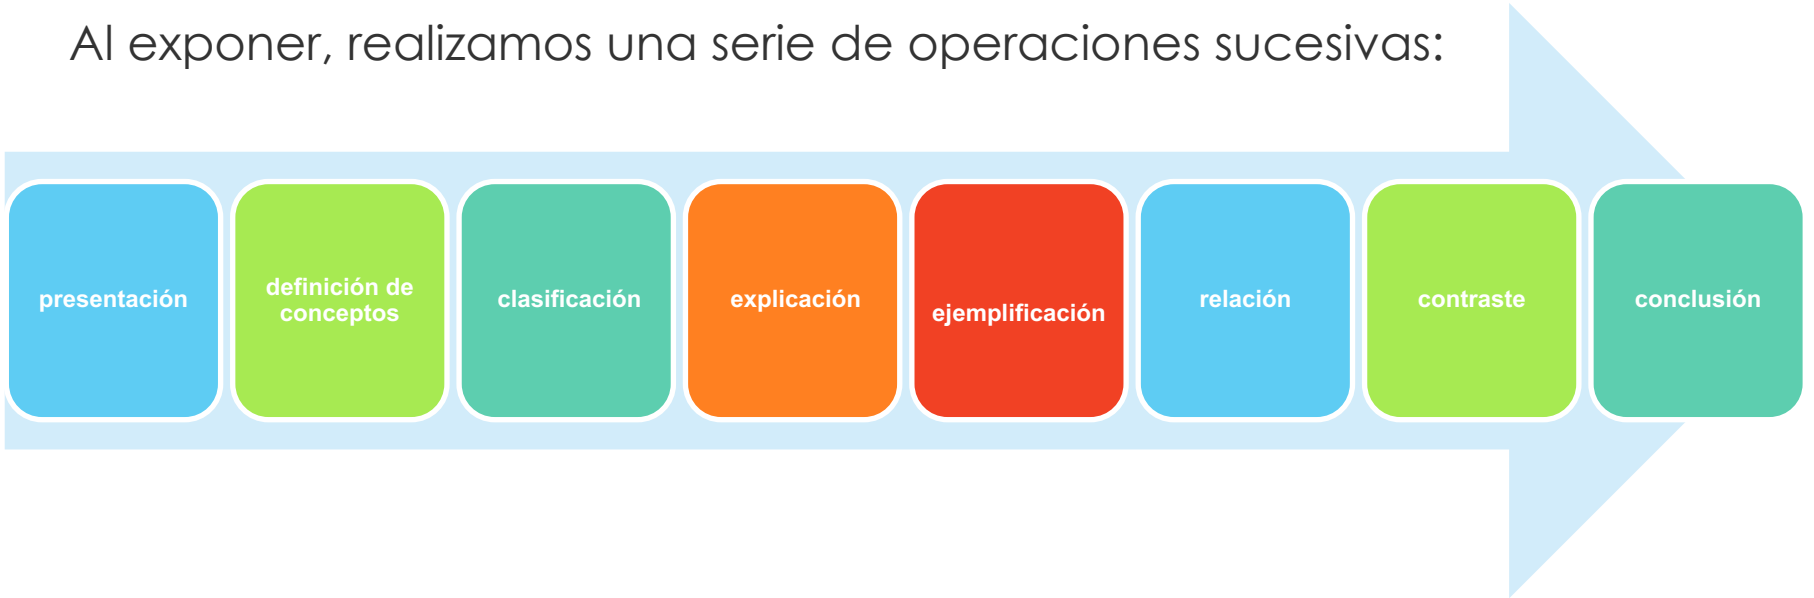 Al exponer, realizamos una serie de operaciones sucesivas:
presentación
definición de
conceptos
clasificación
explicación
ejemplificación
relación
contraste
conclusión